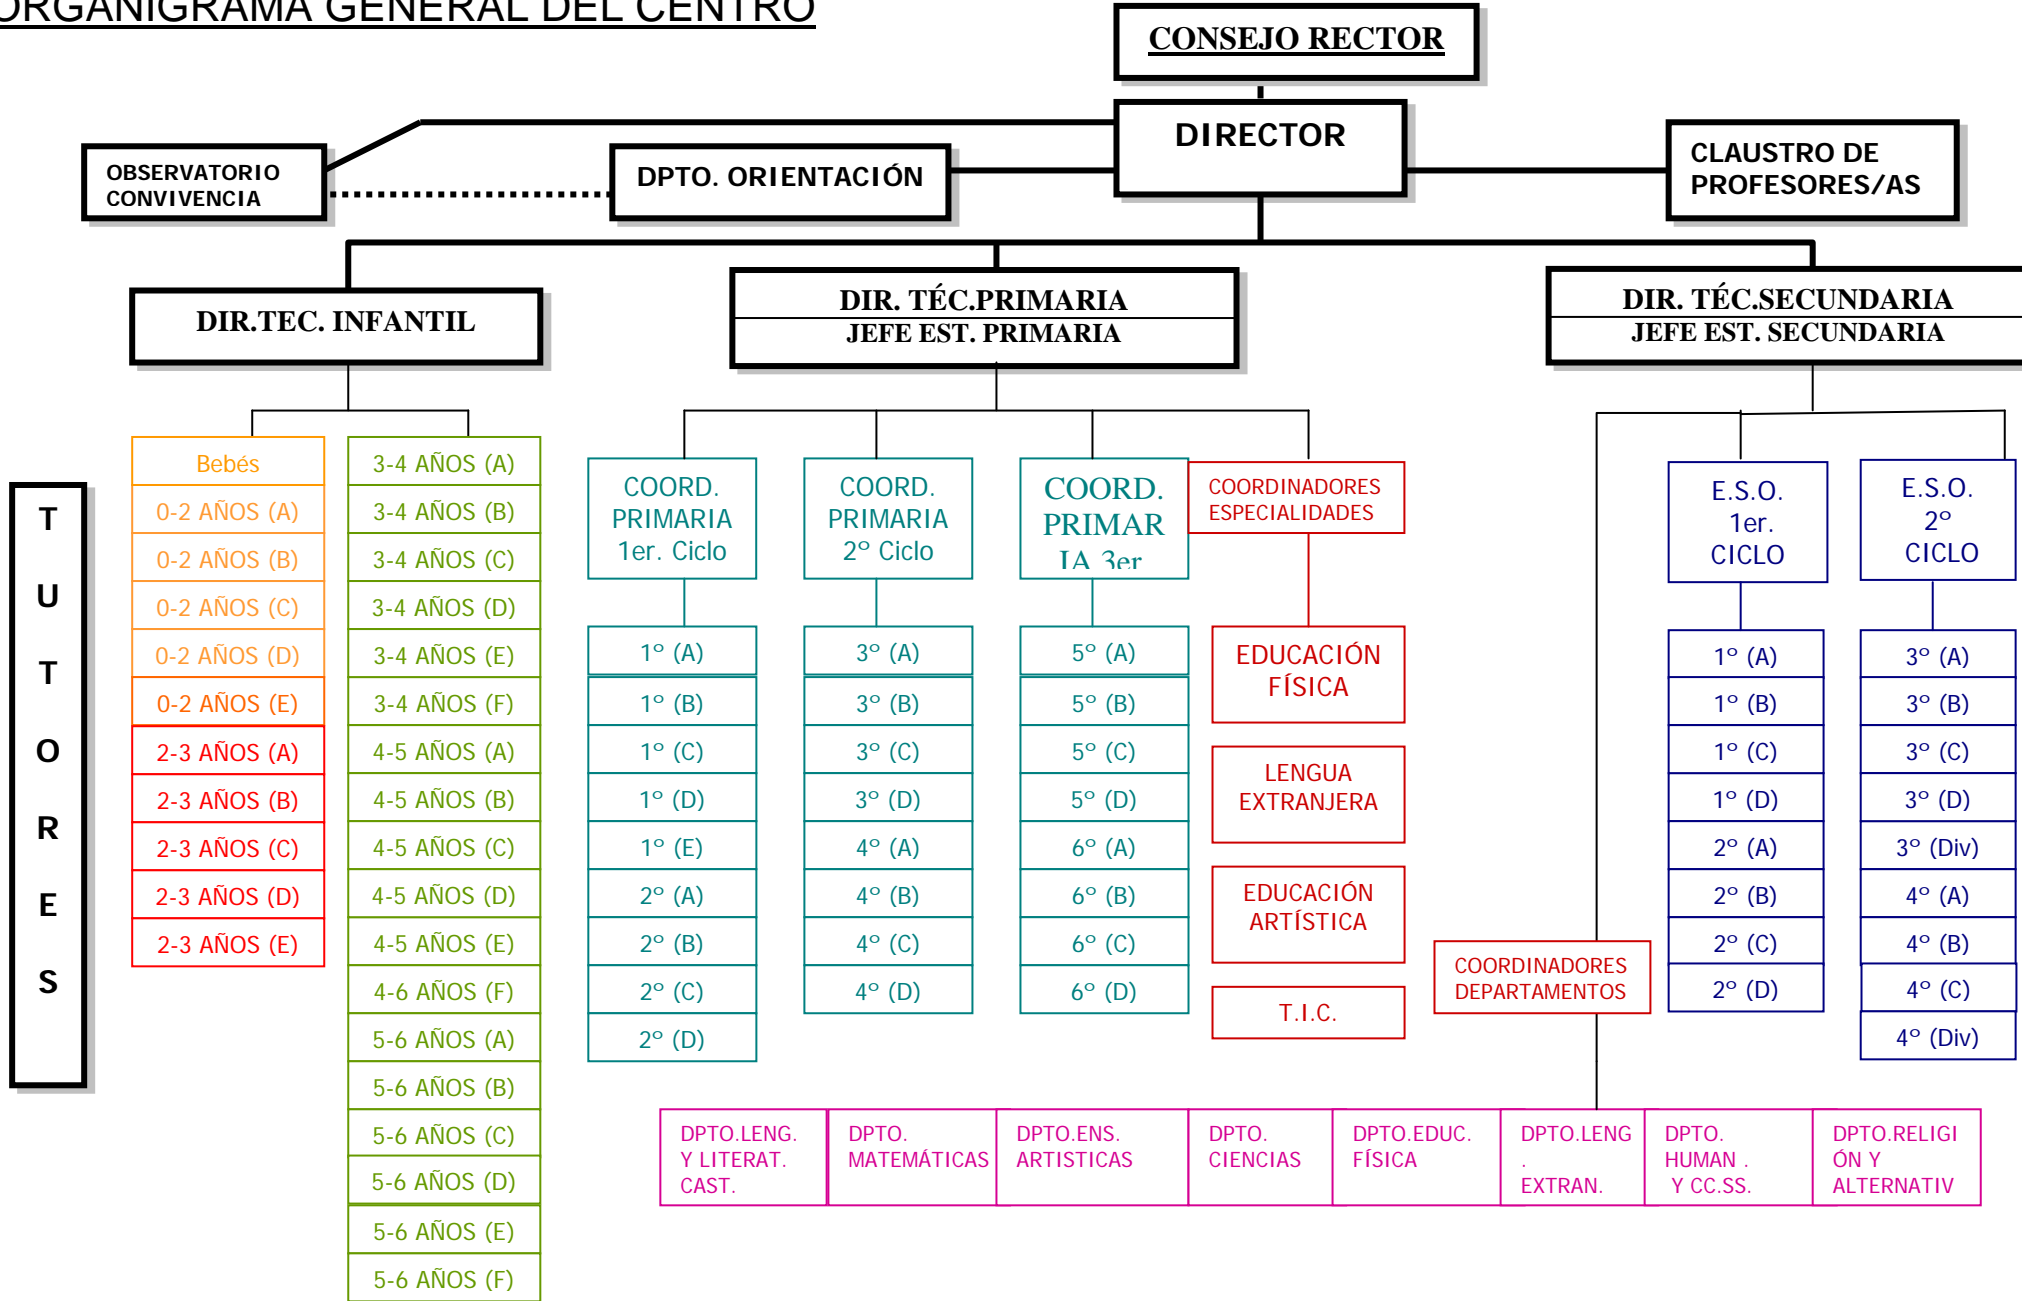 ORGANIGRAMA GENERAL DEL CENTRO
CONSEJO RECTOR
DIRECTOR
OBSERVATORIO
CONVIVENCIA
DPTO. ORIENTACIÓN
CLAUSTRO DE
PROFESORES/AS
DIR.TEC. INFANTIL
DIR. TÉC.PRIMARIA
JEFE EST. PRIMARIA
DIR. TÉC.SECUNDARIA
JEFE EST. SECUNDARIA
T
U
T
O
R
E
S
Bebés
0-2 AÑOS (A)
0-2 AÑOS (B)
0-2 AÑOS (C)
0-2 AÑOS (D)
0-2 AÑOS (E)
2-3 AÑOS (A)
2-3 AÑOS (B)
2-3 AÑOS (C)
2-3 AÑOS (D)
2-3 AÑOS (E)
3-4 AÑOS (A)
3-4 AÑOS (B)
3-4 AÑOS (C)
3-4 AÑOS (D)
3-4 AÑOS (E)
3-4 AÑOS (F)
4-5 AÑOS (A)
4-5 AÑOS (B)
4-5 AÑOS (C)
4-5 AÑOS (D)
4-5 AÑOS (E)
4-6 AÑOS (F)
5-6 AÑOS (A)
5-6 AÑOS (B)
5-6 AÑOS (C)
5-6 AÑOS (D)
5-6 AÑOS (E)
5-6 AÑOS (F)
COORD.
PRIMARIA
1er. Ciclo
1º (A)
1º (B)
1º (C)
1º (D)
1º (E)
2º (A)
2º (B)
2º (C)
2º (D)
COORD.
PRIMARIA
2º Ciclo
3º (A)
3º (B)
3º (C)
3º (D)
4º (A)
4º (B)
4º (C)
4º (D)
COORD.
PRIMAR
IA 3er
5º (A)
5º (B)
5º (C)
5º (D)
6º (A)
6º (B)
6º (C)
6º (D)
COORDINADORES
ESPECIALIDADES
EDUCACIÓN
FÍSICA
LENGUA
EXTRANJERA
EDUCACIÓN
ARTÍSTICA
T.I.C.
COORDINADORES
DEPARTAMENTOS
E.S.O.
1er.
CICLO
1º (A)
1º (B)
1º (C)
1º (D)
2º (A)
2º (B)
2º (C)
2º (D)
E.S.O.
2º
CICLO
3º (A)
3º (B)
3º (C)
3º (D)
3º (Div)
4º (A)
4º (B)
4º (C)
4º (Div)
DPTO.LENG.
Y LITERAT.
CAST.
DPTO.
MATEMÁTICAS
DPTO.ENS.
ARTISTICAS
DPTO.
CIENCIAS
DPTO.EDUC.
FÍSICA
DPTO.LENG
.
EXTRAN.
DPTO.
HUMAN .
Y CC.SS.
DPTO.RELIGI
ÓN Y
ALTERNATIV